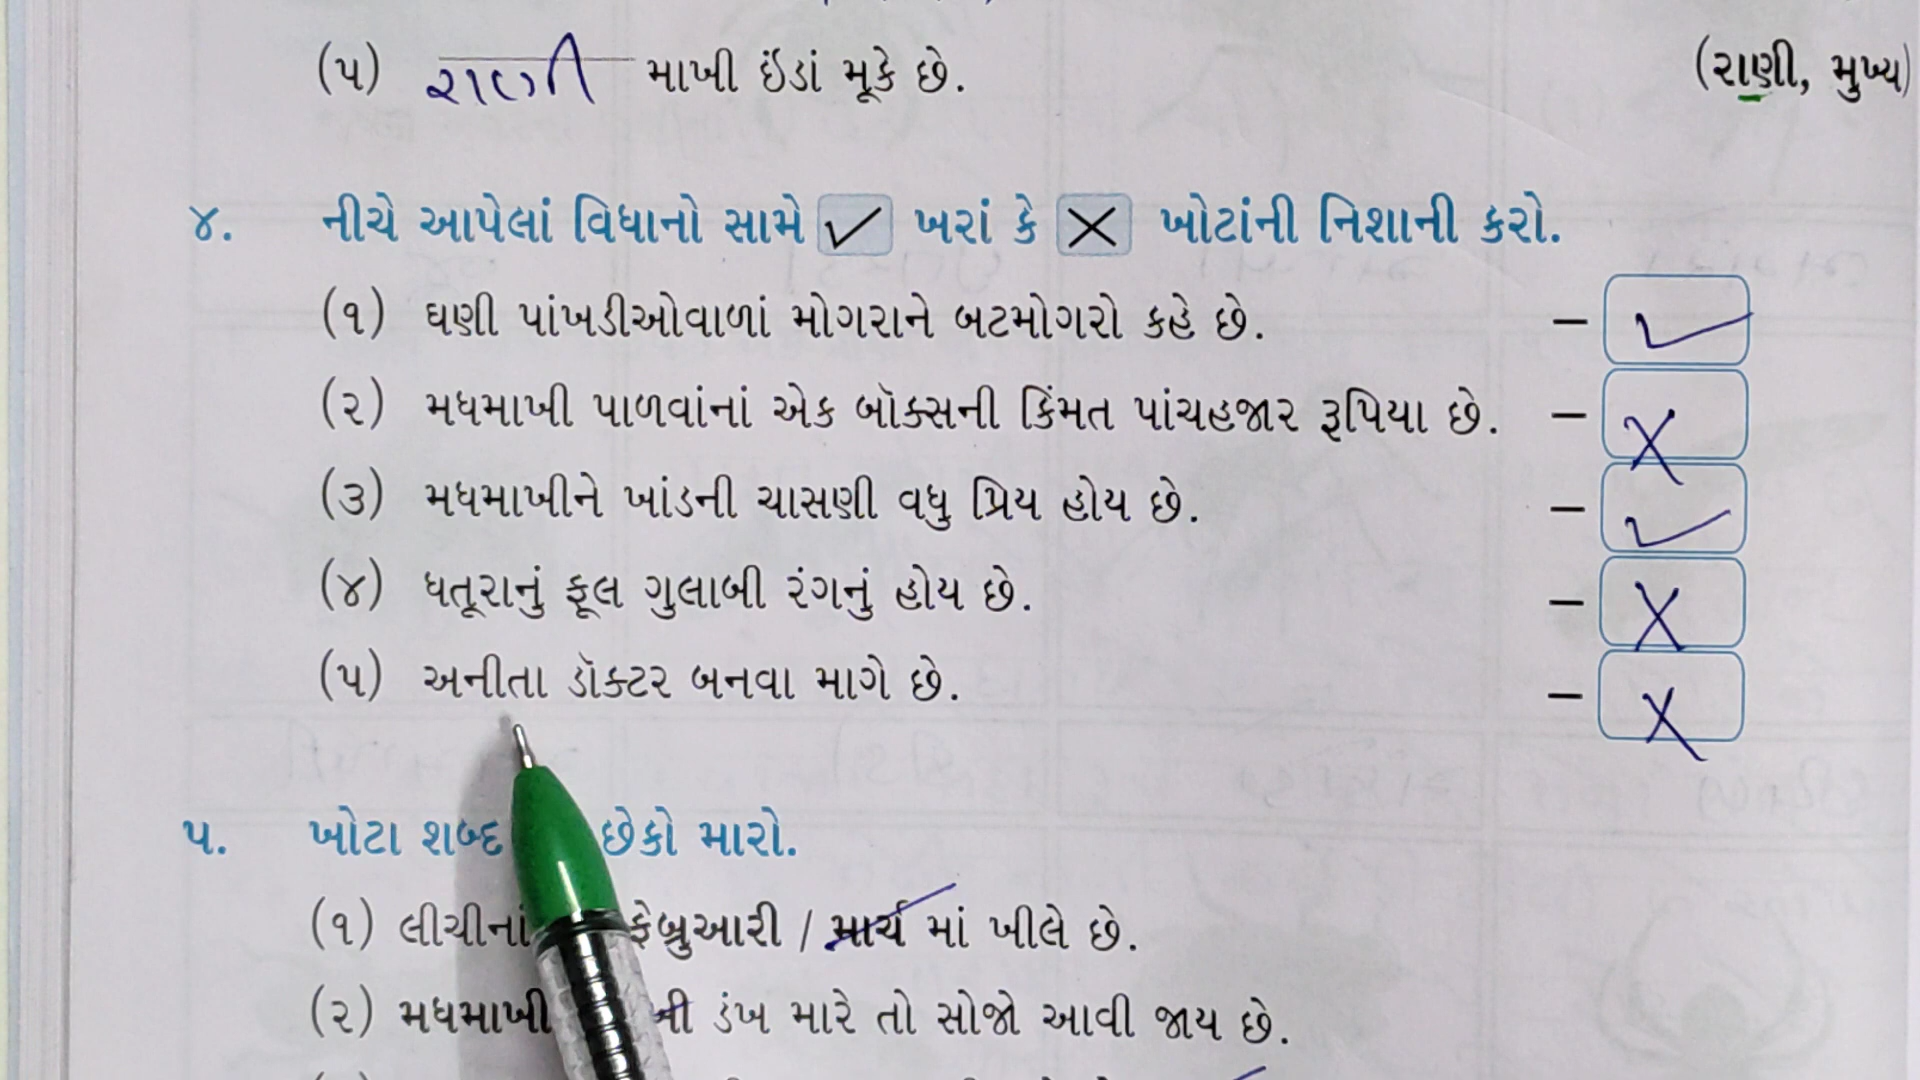 (૫) રાણી માખી ઈંડાં મૂકે છે. (રાણી, મુખ્ય)
૪. નીચે આપેલાં વિધાનો સામે ✓ ખરાં કે ✕ ખોટાંની નિશાની કરો.
(૧) ઘણી પાંખડીઓવાળાં મોગરાને બટમોગરો કહે છે. – ✓
(૨) મધમાખી પાળવાંનાં એક બૉક્સની કિંમત પાંચહજાર રૂપિયા છે. – ✕
(૩) મધમાખીને ખાંડની ચાસણી વધુ પ્રિય હોય છે. – ✓
(૪) ધતૂરાનું ફૂલ ગુલાબી રંગનું હોય છે. – ✕
(૫) અનીતા ડૉક્ટર બનવા માગે છે. – ✕
૫. ખોટા શબ્દ છેકો મારો.
(૧) લીચીનાં ફેબ્રુઆરી / માર્ચ માં ખીલે છે.
(૨) મધમાખી ડંખ મારે તો સોજો આવી જાય છે.